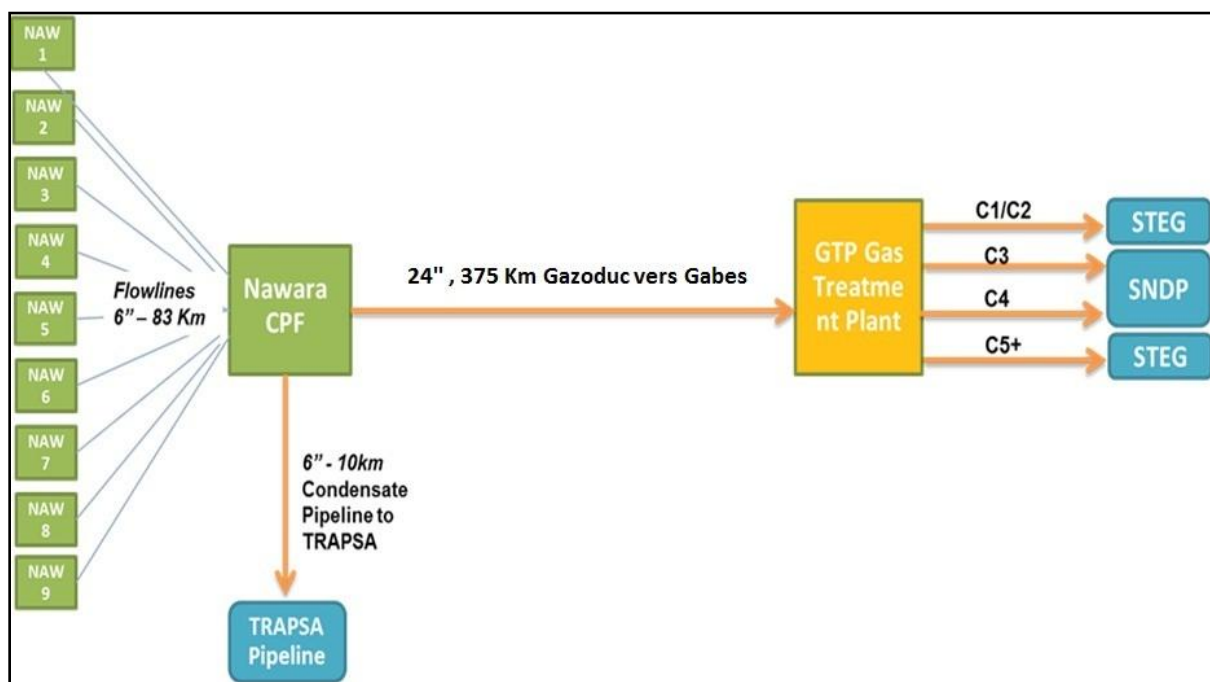 NAW
1
NAW
2
NAW
3
NAW
4
NAW
5
NAW
6
NAW
7
NAW
8
NAW
9
Flowlines
6” – 83 Km
Nawara
CPF
24" , 375 Km Gazoduc vers Gabes
6” - 10km
Condensate
Pipeline to
TRAPSA
TRAPSA
Pipeline
GTP Gas
Treatme
nt Plant
C1/C2
C3
C4
C5+
STEG
SNDP
STEG